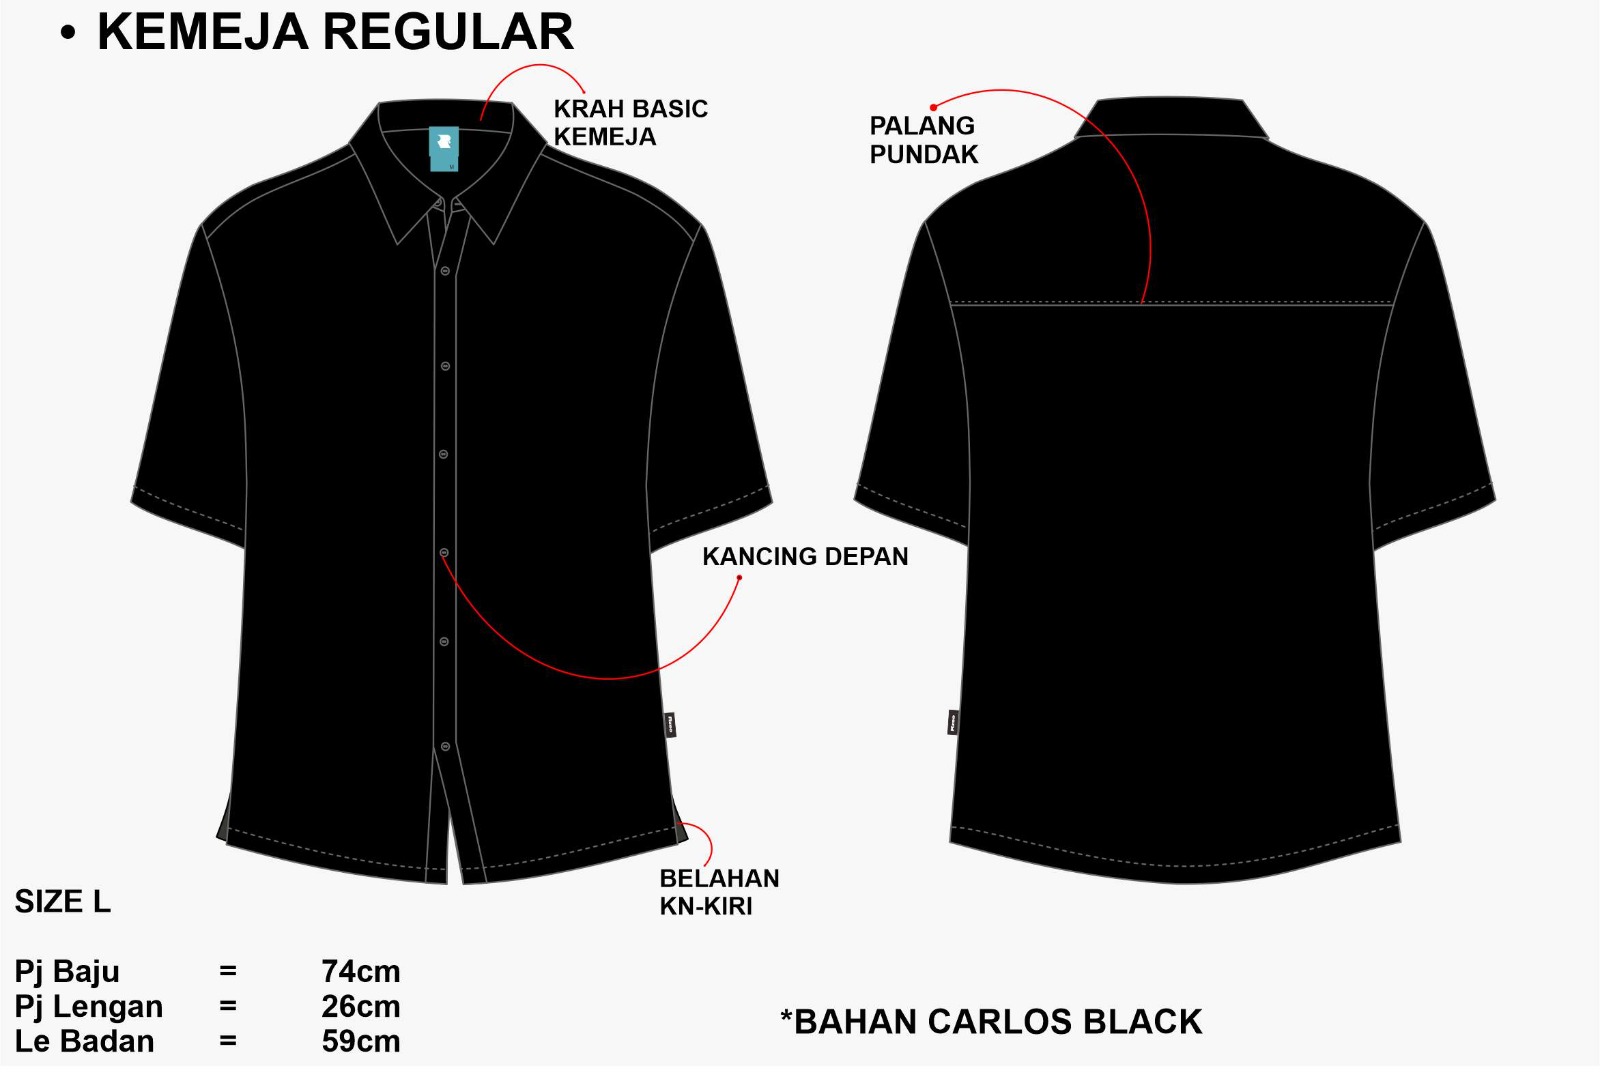 • KEMEJA REGULAR
KRAH BASIC
KEMEJA
PALANG
PUNDAK
KANCING DEPAN
BELAHAN
KN-KIRI
SIZE L
Pj Baju = 74cm
Pj Lengan = 26cm
Le Badan = 59cm
*BAHAN CARLOS BLACK